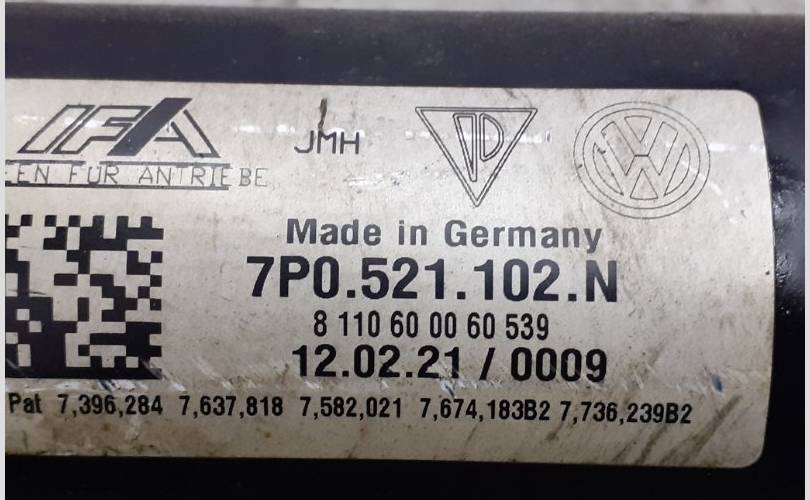 IFA
EEN FÜR ANTRIEBE
JMH
Made in Germany
7P0.521.102.N
8 110 60 00 60 539
12.02.21 / 0009
Pat 7,396,284 7,637,818 7,582,021 7,674,183B2 7,736,239B2